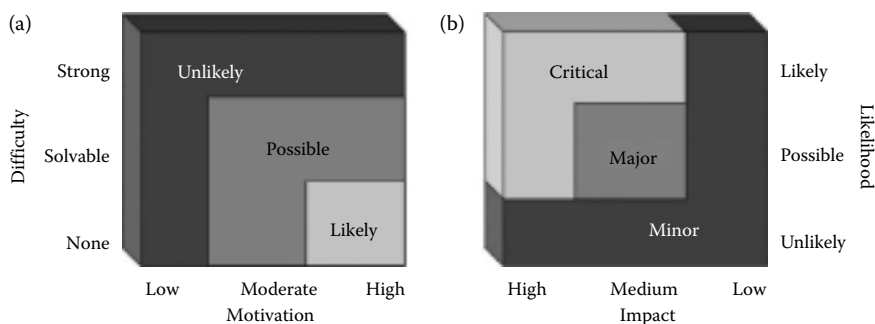 (a)
Strong
Solvable
None
Difficulty
Unlikely
Possible
Likely
Low
Moderate
High
Motivation
(b)
Critical
Major
Minor
Likely
Possible
Unlikely
Likelihood
High
Medium
Low
Impact